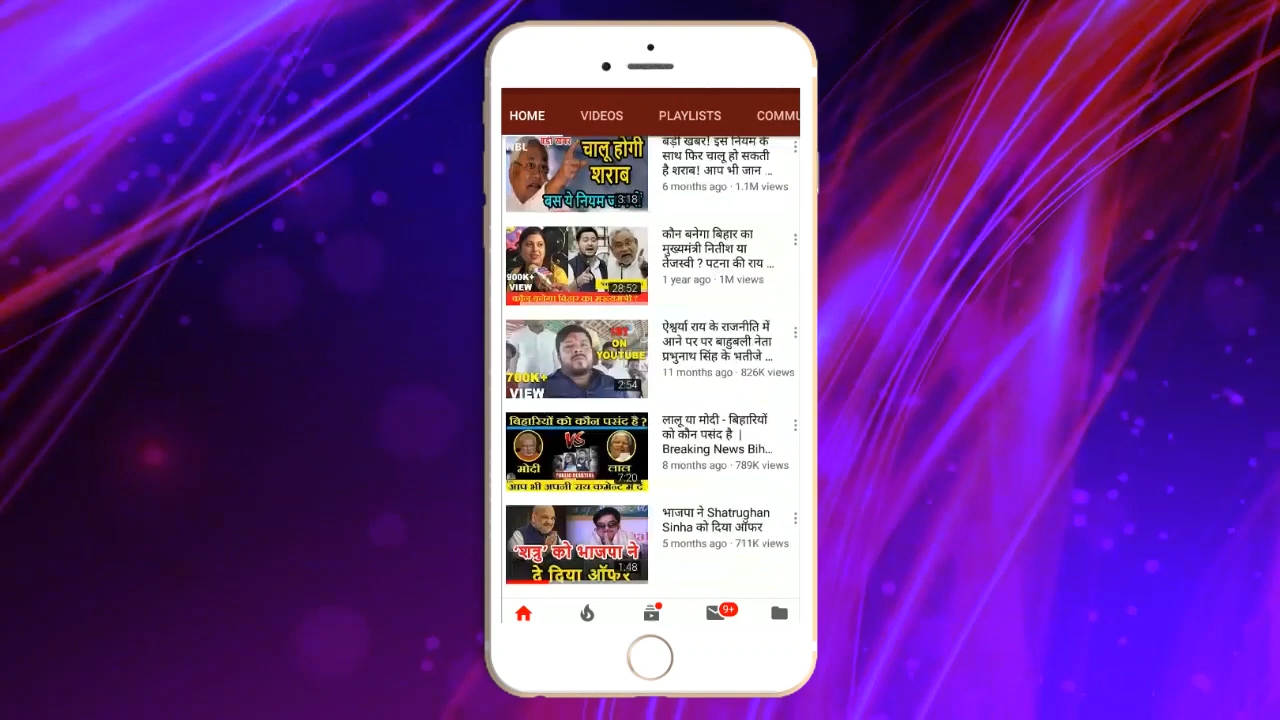 HOME VIDEOS PLAYLISTS COMMU
NBL
चालू होगी
शराब
बस ये नियम
3:18
बड़ी खबर! इस नियम के
साथ फिर चालू हो सकती
है शराब! आप भी जान ...
6 months ago · 1.1M views
900K+
VIEW
28:52
कौन बनेगा बिहार का मुख्यमंत्री ?
कौन बनेगा बिहार का
मुख्यमंत्री नितीश या
तेजस्वी ? पटना की राय ...
1 year ago · 1M views
ON
YOUTUBE
700K+
VIEW
2:54
ऐश्वर्या राय के राजनीति में
आने पर पर बाहुबली नेता
प्रभुनाथ सिंह के भतीजे ...
11 months ago · 826K views
बिहारियों को कौन पसंद है ?
VS
मोदी
लालू
7:20
आप भी अपनी राय कमेन्ट में दे
लालू या मोदी - बिहारियों
को कौन पसंद है |
Breaking News Bih...
8 months ago · 789K views
'शत्रु' को भाजपा ने
दे दिया ऑफर
1:48
भाजपा ने Shatrughan
Sinha को दिया ऑफर
5 months ago · 711K views
9+